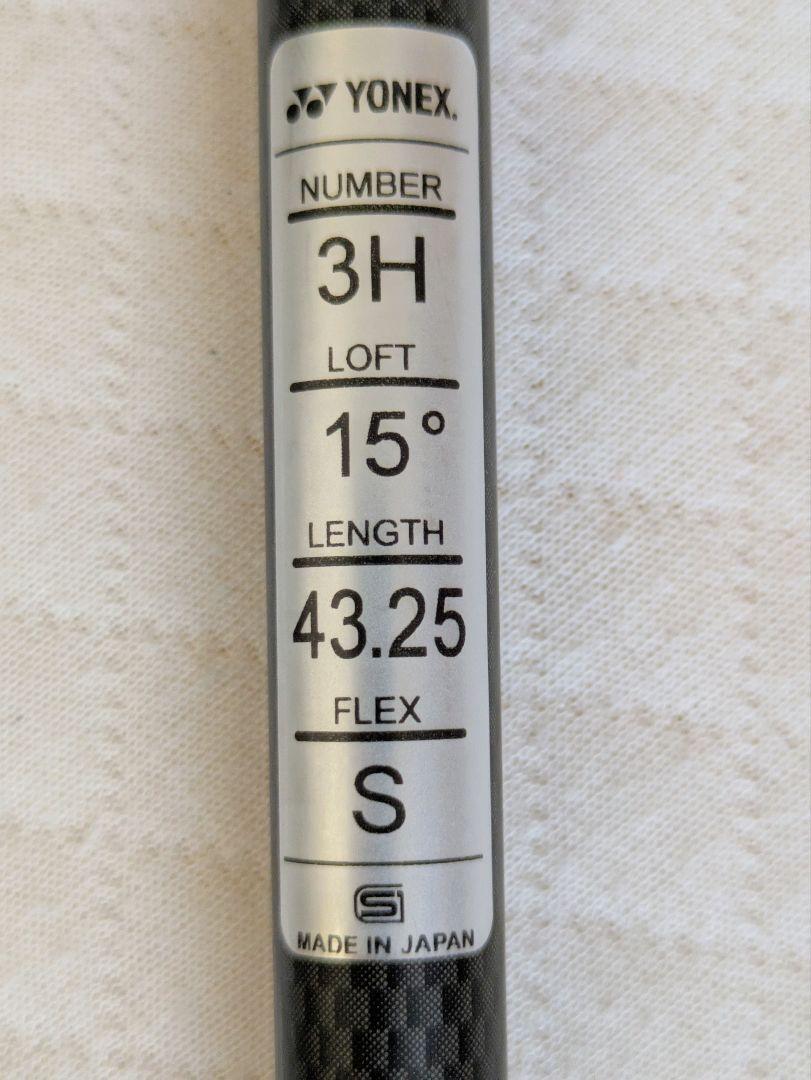 YONEX.
NUMBER
3H
LOFT
15°
LENGTH
43.25
FLEX
S
MADE IN JAPAN